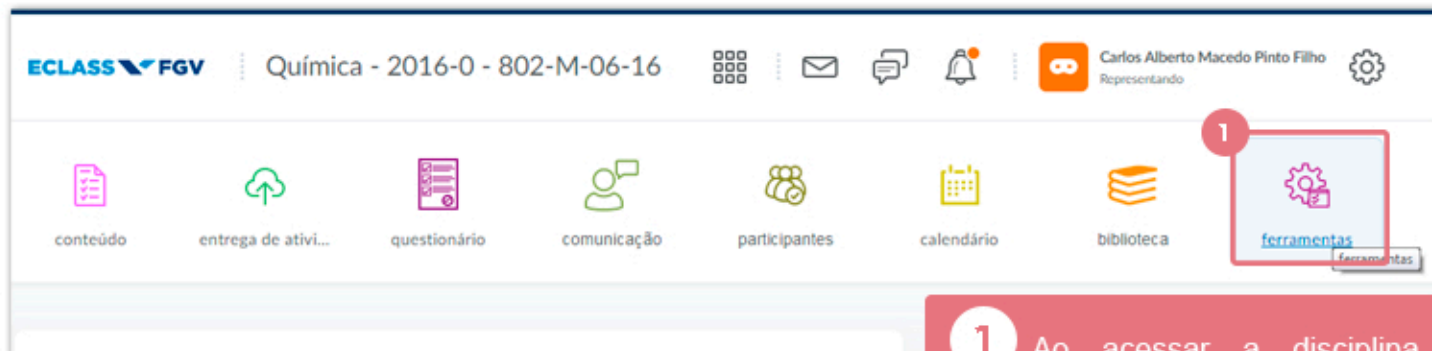 ECLASS FGV Química - 2016-0 - 802-M-06-16 Carlos Alberto Macedo Pinto Filho
Representando
1
conteúdo entrega de ativi... questionário comunicação participantes calendário biblioteca ferramentas
ferramentas
1 Ao acessar a disciplina